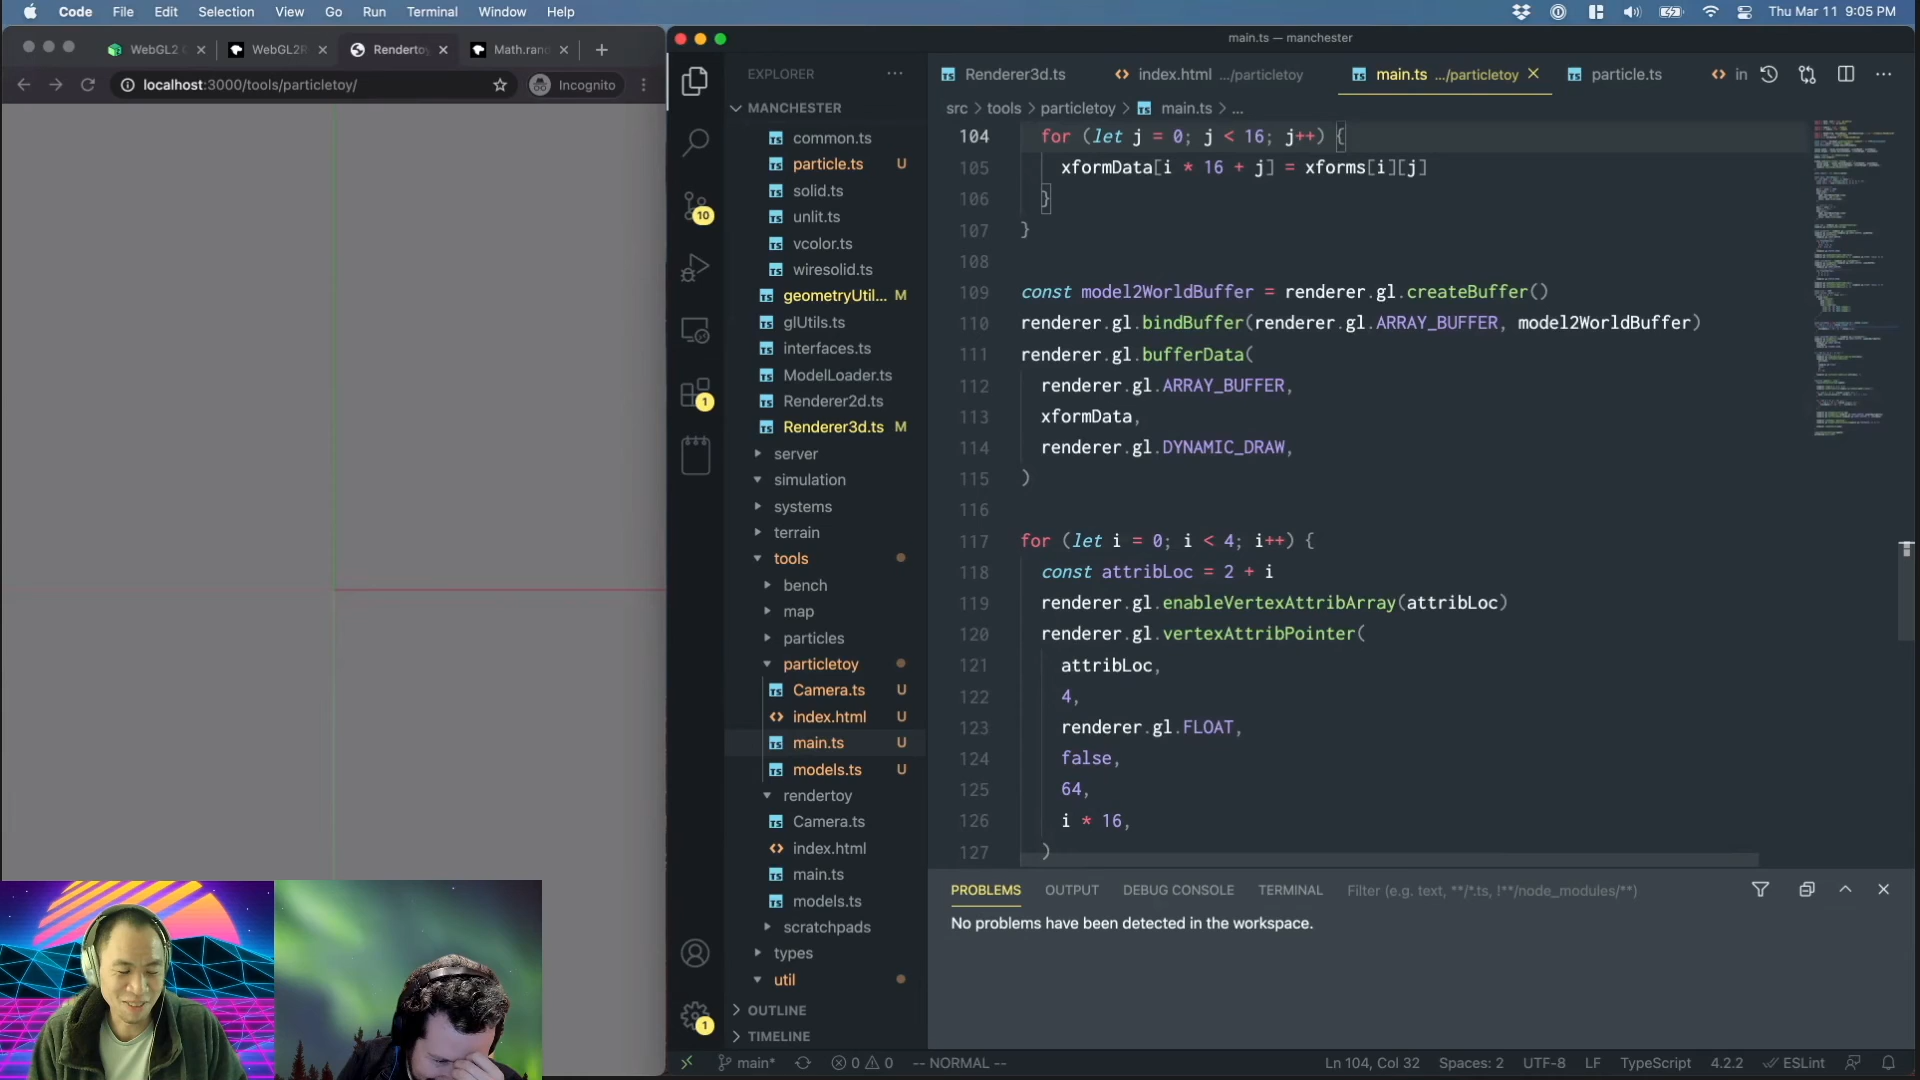 Code File Edit Selection View Go Run Terminal Window Help
Thu Mar 11 9:05 PM
WebGL2
WebGL2R
Renderto
Math.ran
localhost:3000/tools/particletoy/
Incognito
main.ts — manchester
EXPLORER
MANCHESTER
common.ts
particle.ts U
solid.ts
unlit.ts
vcolor.ts
wiresolid.ts
geometryUtil... M
glUtils.ts
interfaces.ts
ModelLoader.ts
Renderer2d.ts
Renderer3d.ts M
server
simulation
systems
terrain
tools
bench
map
particles
particletoy
Camera.ts U
index.html U
main.ts U
models.ts U
rendertoy
Camera.ts
index.html
main.ts
models.ts
scratchpads
types
util
OUTLINE
TIMELINE
10
1
1
Renderer3d.ts
index.html .../particletoy
main.ts .../particletoy
particle.ts
in
src > tools > particletoy > main.ts > ...
104 for (let j = 0; j < 16; j++) {
105 xformData[i * 16 + j] = xforms[i][j]
106 }
107 }
108
109 const model2WorldBuffer = renderer.gl.createBuffer()
110 renderer.gl.bindBuffer(renderer.gl.ARRAY_BUFFER, model2WorldBuffer)
111 renderer.gl.bufferData(
112 renderer.gl.ARRAY_BUFFER,
113 xformData,
114 renderer.gl.DYNAMIC_DRAW,
115 )
116
117 for (let i = 0; i < 4; i++) {
118 const attribLoc = 2 + i
119 renderer.gl.enableVertexAttribArray(attribLoc)
120 renderer.gl.vertexAttribPointer(
121 attribLoc,
122 4,
123 renderer.gl.FLOAT,
124 false,
125 64,
126 i * 16,
127 )
PROBLEMS OUTPUT DEBUG CONSOLE TERMINAL
Filter (e.g. text, **/*.ts, !**/node_modules/**)
No problems have been detected in the workspace.
main* 0 0 -- NORMAL --
Ln 104, Col 32 Spaces: 2 UTF-8 LF TypeScript 4.2.2 ESLint